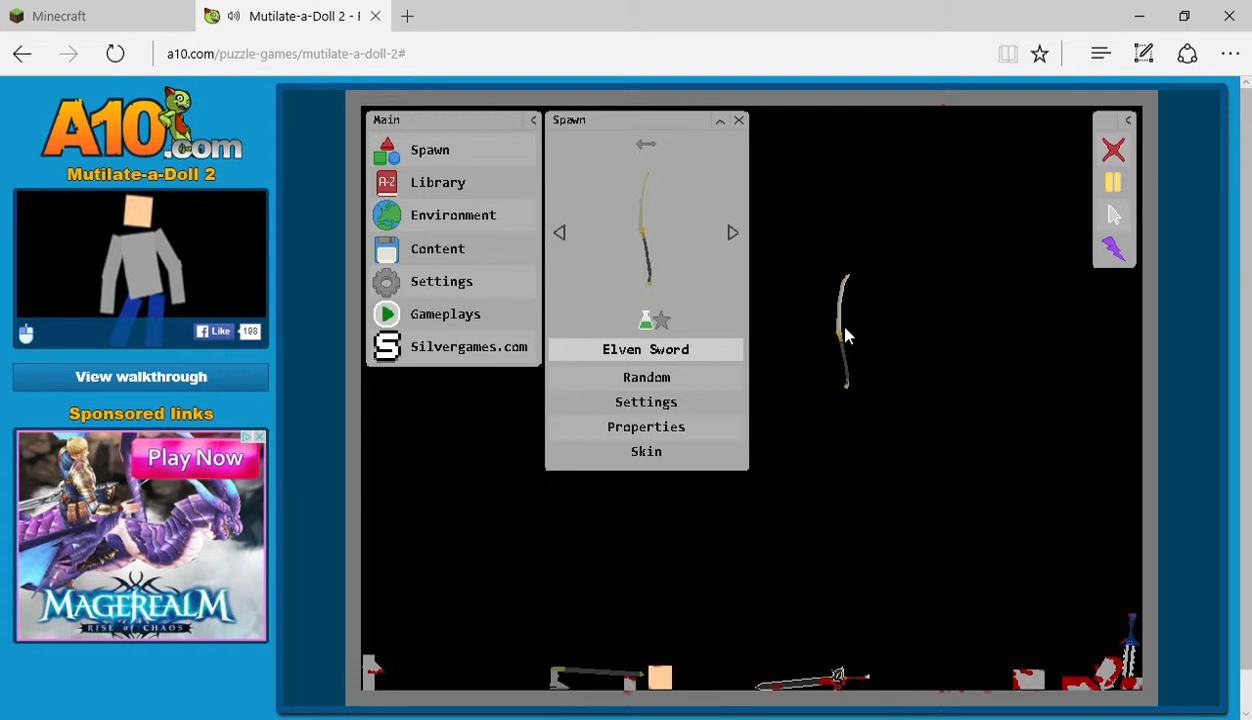 Minecraft
Mutilate-a-Doll 2 - F
a10.com/puzzle-games/mutilate-a-doll-2#
A10.com
Mutilate-a-Doll 2
Like
198
View walkthrough
Sponsored links
Play Now
MAGEREALM
RISE OF CHAOS
Main
Spawn
A-Z
Library
Environment
Content
Settings
Gameplays
S
Silvergames.com
Spawn
Elven Sword
Random
Settings
Properties
Skin